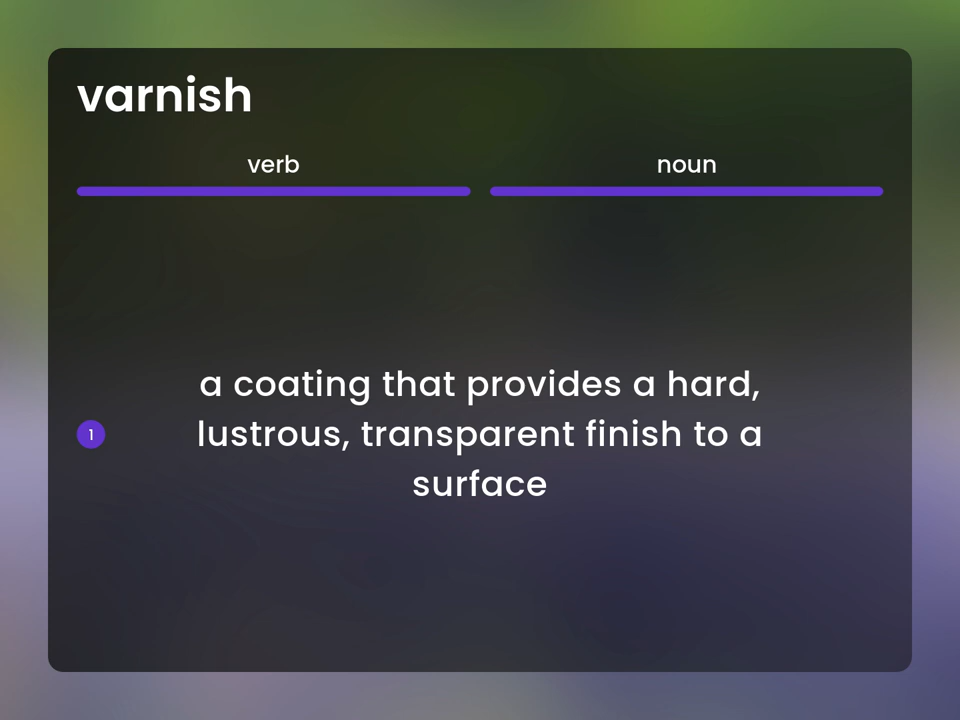 varnish
verb
noun
1
a coating that provides a hard,
lustrous, transparent finish to a
surface